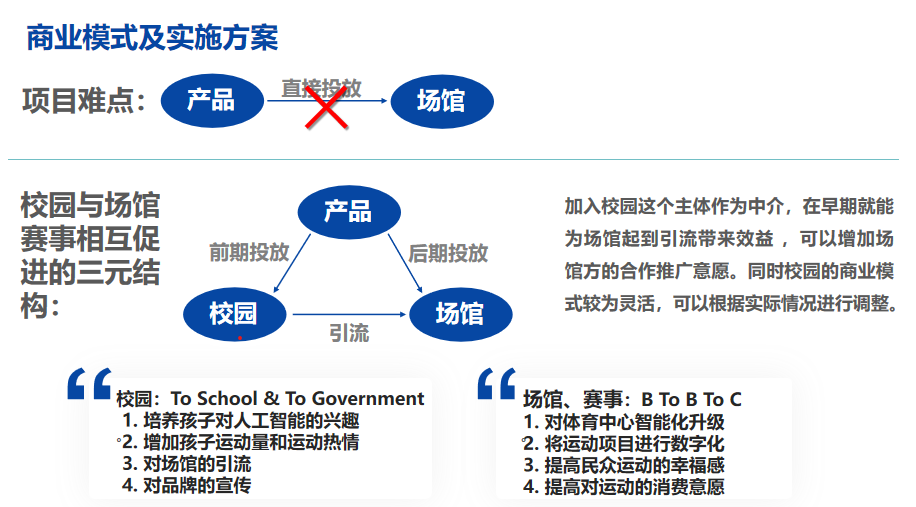 商业模式及实施方案
项目难点：
产品
直接投放
场馆
校园与场馆
赛事相互促
进的三元结
构：
产品
前期投放
后期投放
校园
引流
场馆
加入校园这个主体作为中介，在早期就能
为场馆起到引流带来效益 ，可以增加场
馆方的合作推广意愿。同时校园的商业模
式较为灵活，可以根据实际情况进行调整。
校园：To School & To Government
1. 培养孩子对人工智能的兴趣
2. 增加孩子运动量和运动热情
3. 对场馆的引流
4. 对品牌的宣传
场馆、赛事：B To B To C
1. 对体育中心智能化升级
2. 将运动项目进行数字化
3. 提高民众运动的幸福感
4. 提高对运动的消费意愿